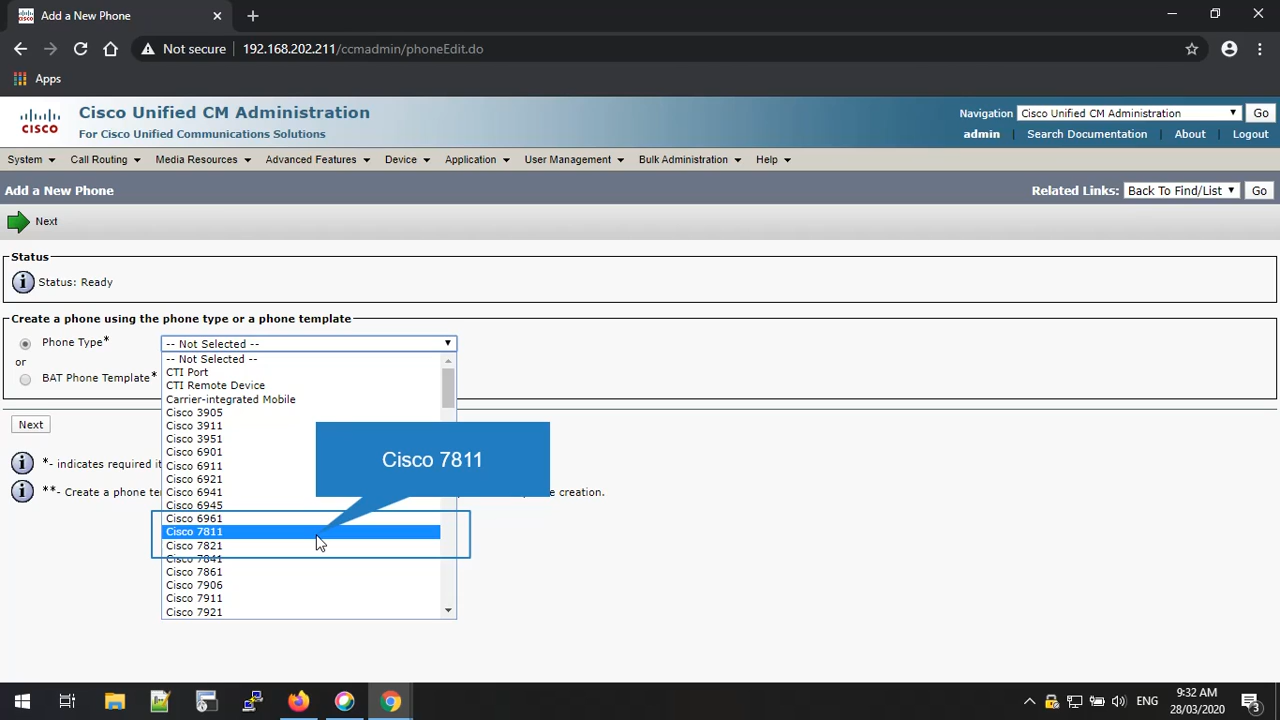 Add a New Phone
Not secure 192.168.202.211/ccmadmin/phoneEdit.do
Apps
CISCO
Cisco Unified CM Administration
For Cisco Unified Communications Solutions
Navigation Cisco Unified CM Administration Go
admin Search Documentation About Logout
System Call Routing Media Resources Advanced Features Device Application User Management Bulk Administration Help
Add a New Phone
Related Links: Back To Find/List Go
Next
Status
Status: Ready
Create a phone using the phone type or a phone template
Phone Type* -- Not Selected --
or
BAT Phone Template*
-- Not Selected --
CTI Port
CTI Remote Device
Carrier-integrated Mobile
Cisco 3905
Cisco 3911
Cisco 3951
Cisco 6901
Cisco 6911
Cisco 6921
Cisco 6941
Cisco 6945
Cisco 6961
Cisco 7811
Cisco 7821
Cisco 7841
Cisco 7861
Cisco 7906
Cisco 7911
Cisco 7921
Cisco 7811
Next
*- indicates required it
**- Create a phone te
creation.
ENG
9:32 AM
28/03/2020
3